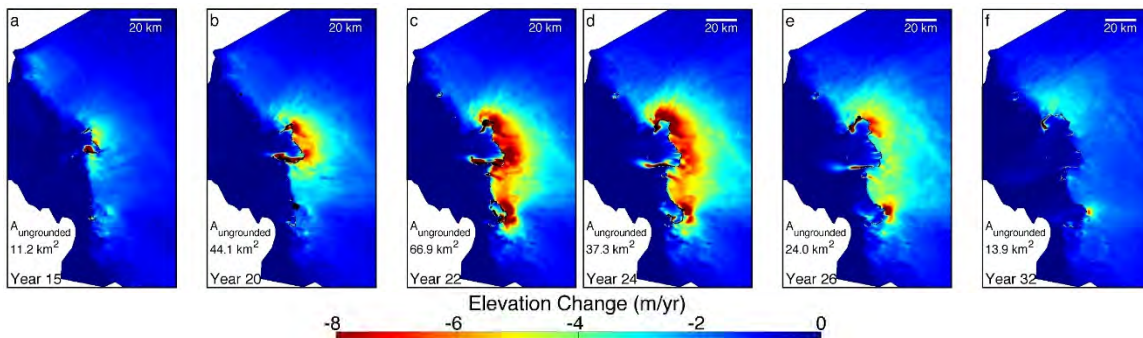 a
20 km
A ungrounded
11.2 km²
Year 15
b
20 km
A ungrounded
44.1 km²
Year 20
c
20 km
A ungrounded
66.9 km²
Year 22
d
20 km
A ungrounded
37.3 km²
Year 24
e
20 km
A ungrounded
24.0 km²
Year 26
f
20 km
A ungrounded
13.9 km²
Year 32
Elevation Change (m/yr)
-8 -6 -4 -2 0